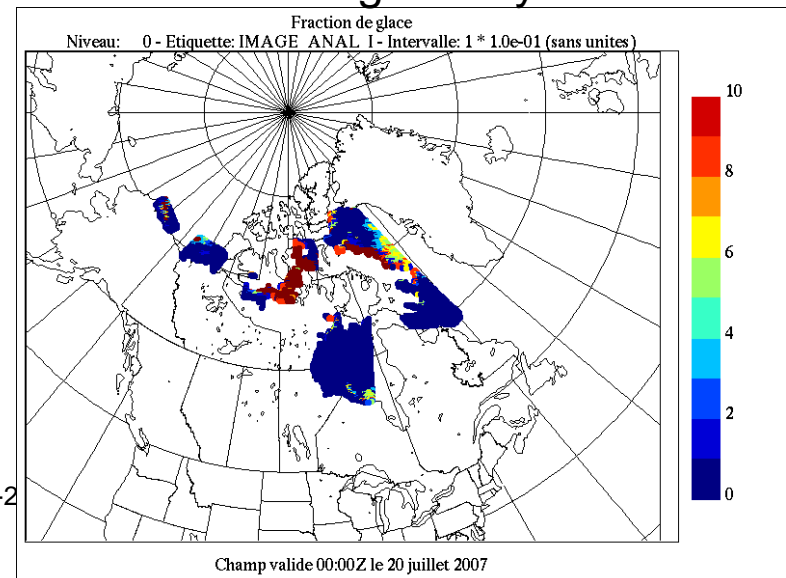 Fraction de glace
Niveau: 0 - Etiquette: IMAGE ANAL I - Intervalle: 1 * 1.0e-01 (sans unites)
10
8
6
4
2
0
-2
Champ valide 00:00Z le 20 juillet 2007